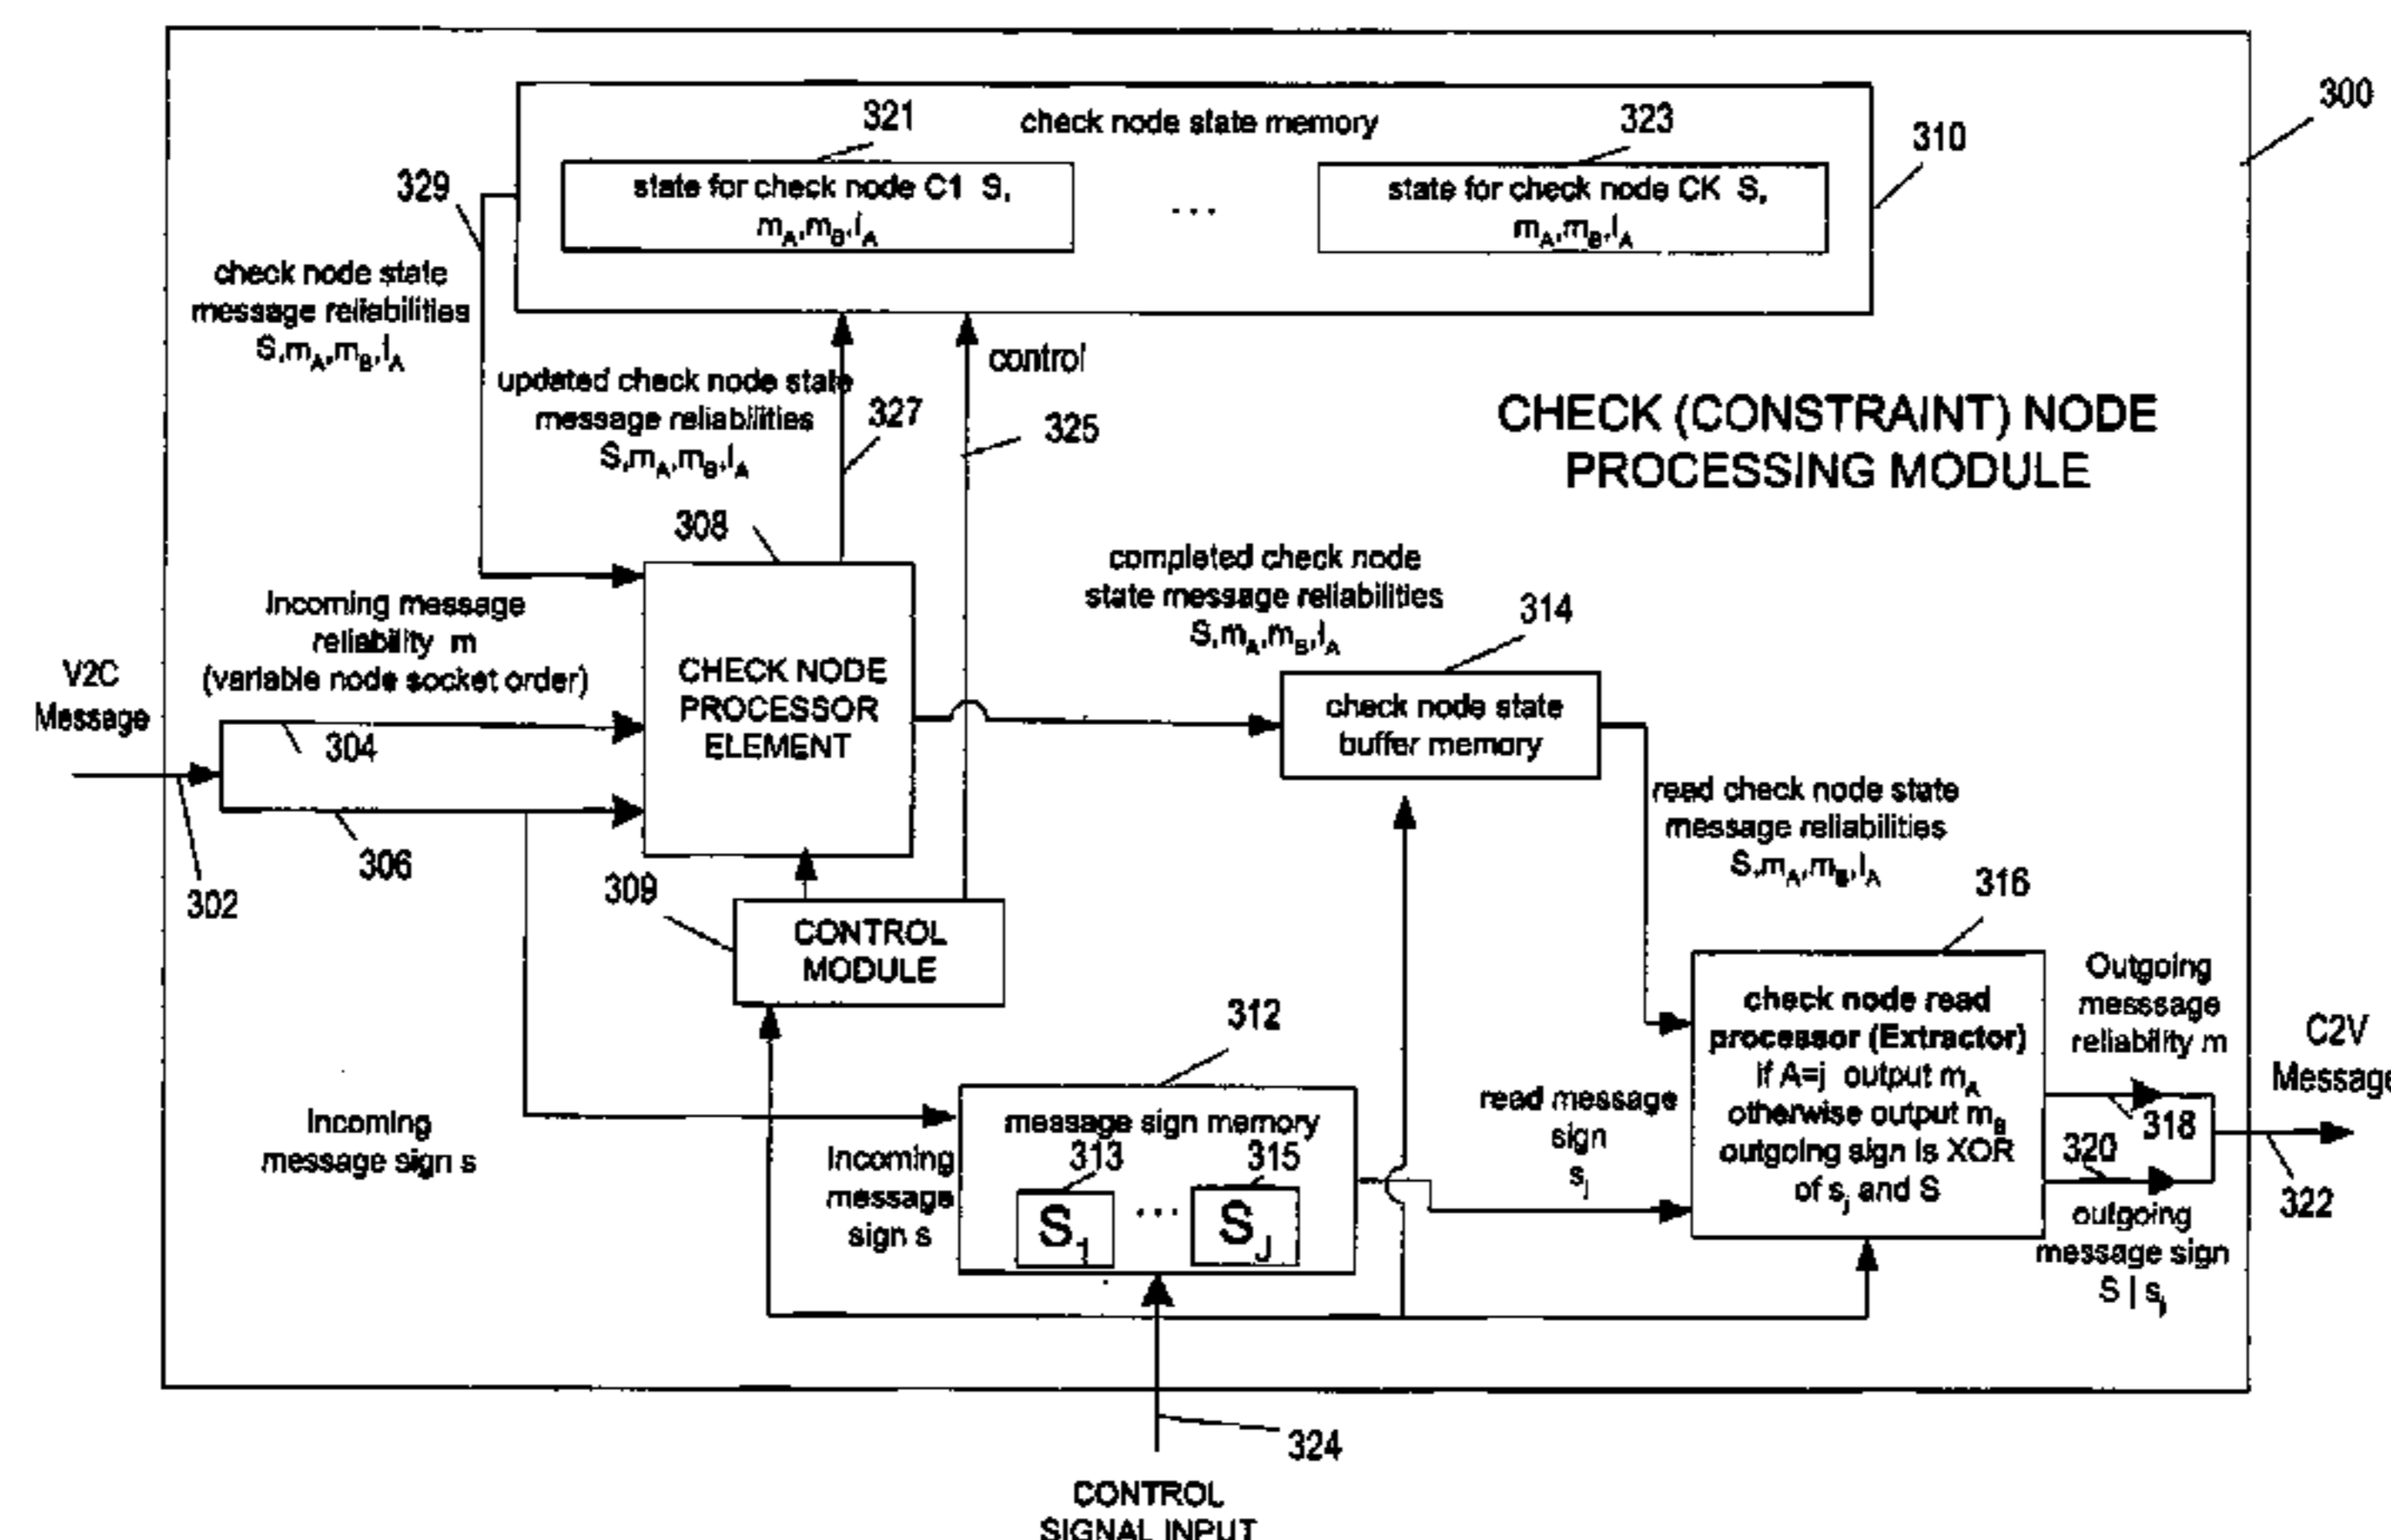 300
321
check node state memory
323
310
state for check node C1 S,
mA,mB,IA
...
state for check node CK S,
mA,mB,IA
329
check node state
message reliabilities
S,mA,mB,IA
updated check node state
message reliabilities
S,mA,mB,IA
327
control
325
CHECK (CONSTRAINT) NODE
PROCESSING MODULE
308
Incoming message
reliability m
(variable node socket order)
V2C
Message
304
306
302
CHECK NODE
PROCESSOR
ELEMENT
completed check node
state message reliabilities
S,mA,mB,IA
314
check node state
buffer memory
read check node state
message reliabilities
S,mA,mB,IA
316
309
CONTROL
MODULE
312
Incoming
message sign s
Incoming
message
sign s
message sign memory
313
315
S1
...
SJ
read message
sign
sj
check node read
processor (Extractor)
if A=j output mA
otherwise output mB
outgoing sign is XOR
of sj and S
Outgoing
messsage
reliability m
318
320
C2V
Message
322
outgoing
message sign
S | sj
324
CONTROL
SIGNAL INPUT